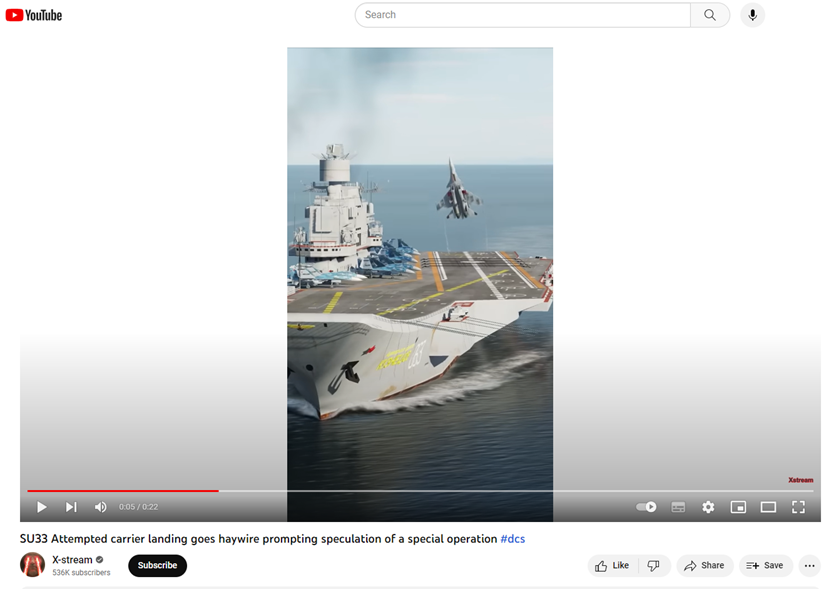 YouTube
Search
Xstream
0:05 / 0:22
SU33 Attempted carrier landing goes haywire prompting speculation of a special operation #dcs
X-stream
536K subscribers
Subscribe
Like
Share
Save